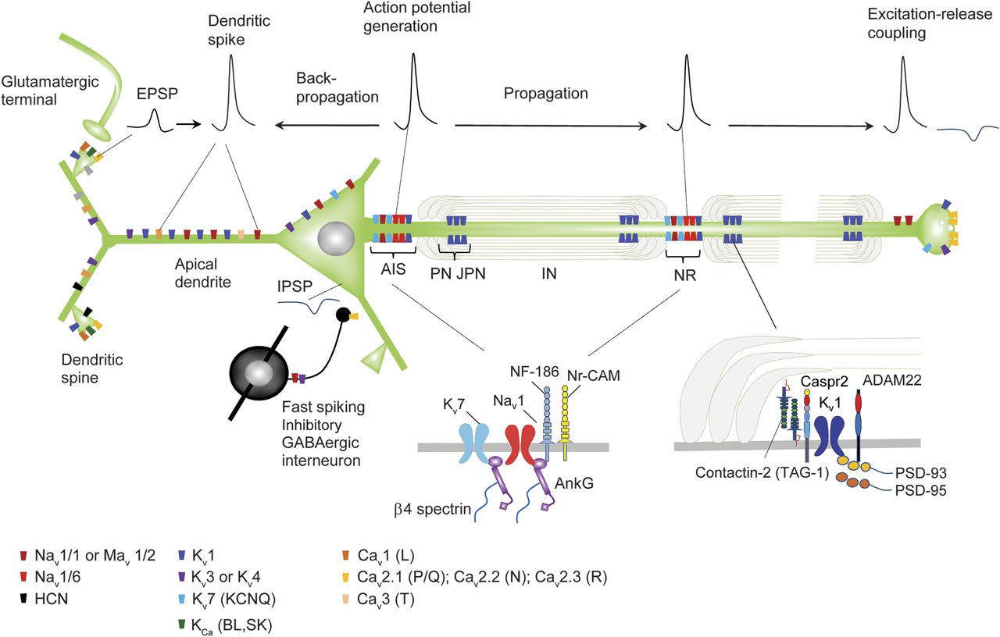 Action potential
generation
Excitation-release
coupling
Dendritic
spike
Glutamatergic
terminal
EPSP
Back-
propagation
Propagation
Apical
dendrite
AIS
PN JPN
IN
NR
IPSP
Dendritic
spine
Fast spiking
Inhibitory
GABAergic
interneuron
NF-186
Nr-CAM
Kv7
Nav1
AnkG
β4 spectrin
Caspr2
ADAM22
Kv1
Contactin-2 (TAG-1)
PSD-93
PSD-95
Nav1/1 or Mav 1/2
Nav1/6
HCN
Kv1
Kv3 or Kv4
Kv7 (KCNQ)
KCa (BL,SK)
Cav1 (L)
Cav2.1 (P/Q); Cav2.2 (N); Cav2.3 (R)
Cav3 (T)